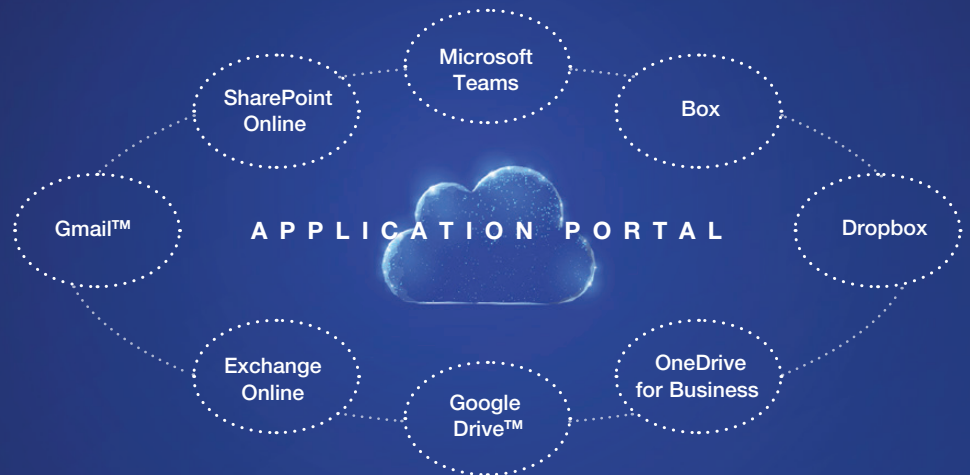 Microsoft
Teams
SharePoint
Online
Box
Gmail™
APPLICATION PORTAL
Dropbox
Exchange
Online
OneDrive
for Business
Google
Drive™